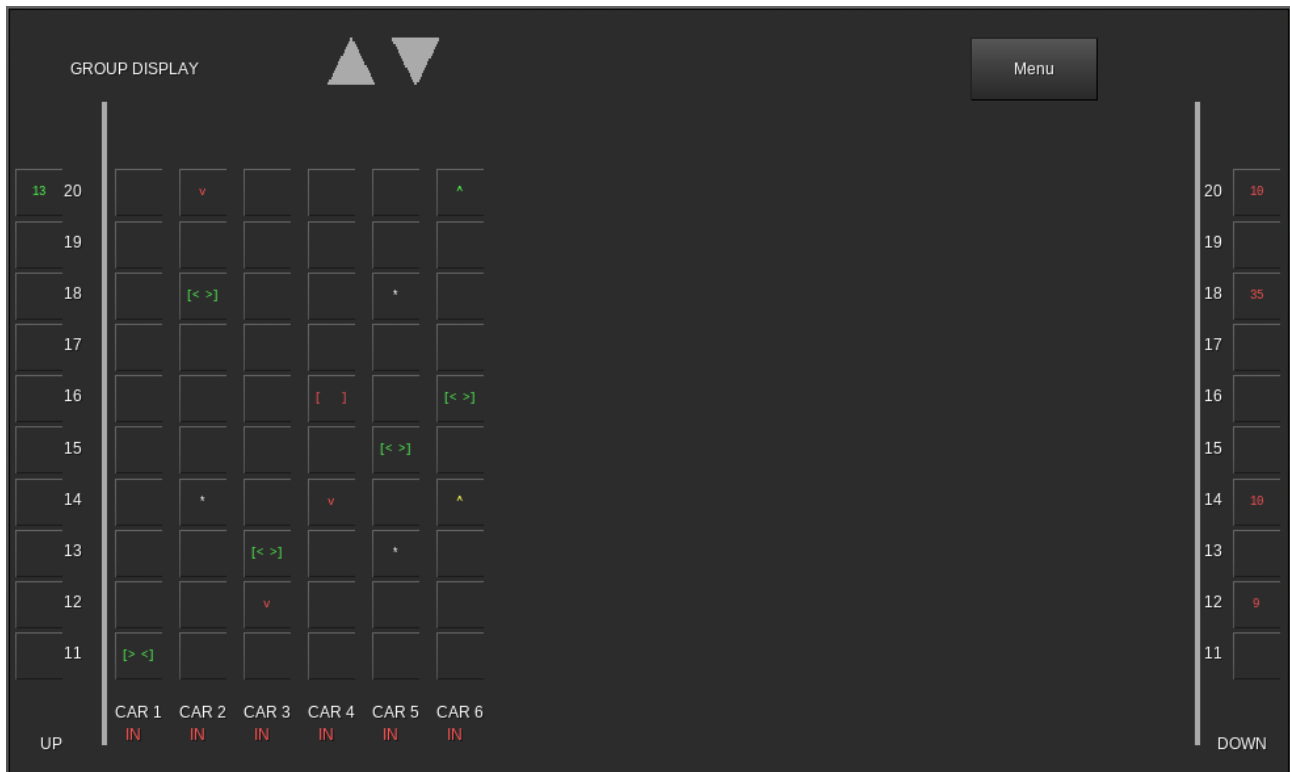 GROUP DISPLAY Menu
13 20 v ^ 20 10
19 19
18 [< >] * 18 35
17 17
16 [ ] [< >] 16
15 [< >] 15
14 * v ^ 14 10
13 [< >] * 13
12 v 12 9
11 [> <] 11
CAR 1 CAR 2 CAR 3 CAR 4 CAR 5 CAR 6
IN IN IN IN IN IN
UP DOWN